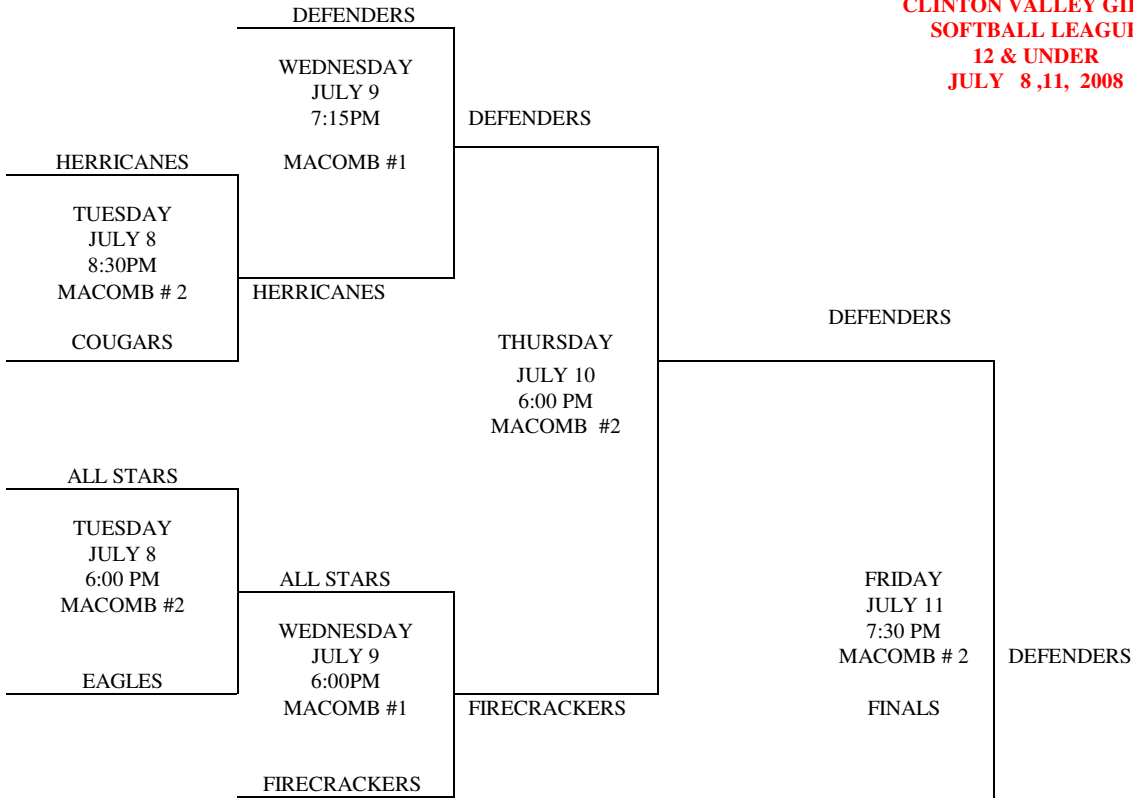 DEFENDERS
CLINTON VALLEY
SOFTBALL LEAGUE
12 & UNDER
JULY 8 ,11, 2008
WEDNESDAY
JULY 9
7:15PM
MACOMB #1
DEFENDERS
HERRICANES
TUESDAY
JULY 8
8:30PM
MACOMB # 2
HERRICANES
COUGARS
THURSDAY
JULY 10
6:00 PM
MACOMB #2
DEFENDERS
ALL STARS
TUESDAY
JULY 8
6:00 PM
MACOMB #2
EAGLES
ALL STARS
WEDNESDAY
JULY 9
6:00PM
MACOMB #1
FIRECRACKERS
FIRECRACKERS
FRIDAY
JULY 11
7:30 PM
MACOMB # 2
FINALS
DEFENDERS